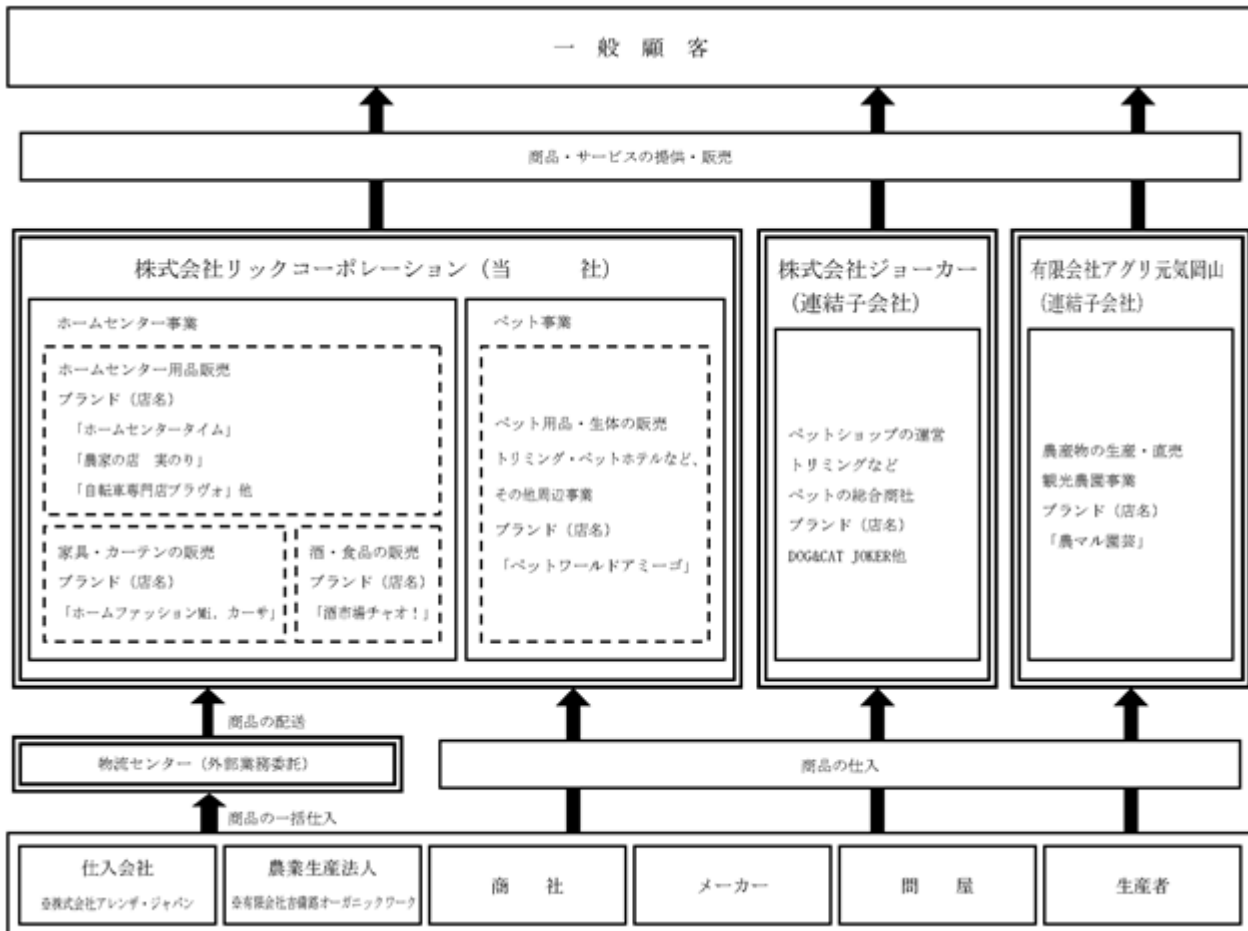 一 般 顧 客
商品・サービスの提供・販売
株式会社リックコーポレーション（当　　社）
ホームセンター事業
ホームセンター用品販売
ブランド（店名）
「ホームセンタータイム」
「農家の店　実のり」
「自転車専門店ブラヴォ」他
家具・カーテンの販売
ブランド（店名）
「ホームファッションMi．カーサ」
酒・食品の販売
ブランド（店名）
「酒市場チャオ！」
ペット事業
ペット用品・生体の販売
トリミング・ペットホテルなど、
その他周辺事業
ブランド（店名）
「ペットワールドアミーゴ」
株式会社ジョーカー
（連結子会社）
ペットショップの運営
トリミングなど
ペットの総合商社
ブランド（店名）
DOG&CAT JOKER他
有限会社アグリ元気岡山
（連結子会社）
農産物の生産・直売
観光農園事業
ブランド（店名）
「農マル園芸」
商品の配送
物流センター（外部業務委託）
商品の仕入
商品の一括仕入
仕入会社
株式会社アレンザ・ジャパン
農業生産法人
有限会社吉備路オーガニックワーク
商　社
メーカー
問　屋
生産者